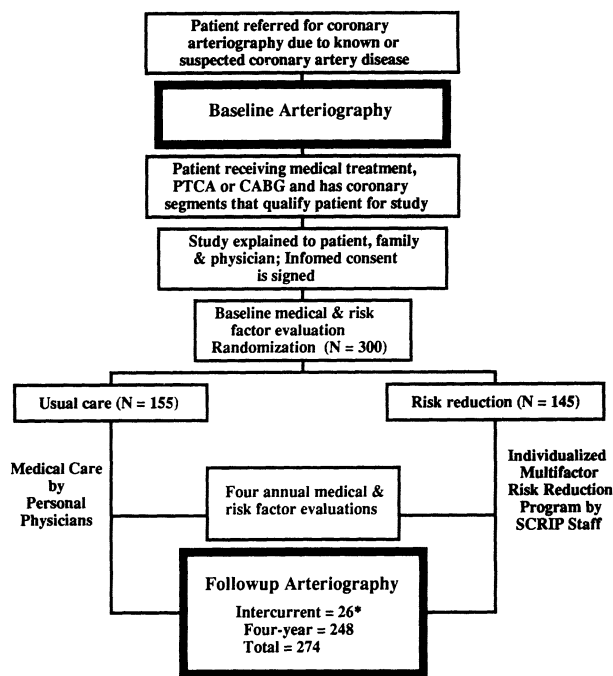 Patient referred for coronary
arteriography due to known or
suspected coronary artery disease
Baseline Arteriography
Patient receiving medical treatment,
PTCA or CABG and has coronary
segments that qualify patient for study
Study explained to patient, family
& physician; Infomed consent
is signed
Baseline medical & risk
factor evaluation
Randomization (N = 300)
Usual care (N = 155)
Risk reduction (N = 145)
Medical Care
by
Personal
Physicians
Four annual medical &
risk factor evaluations
Individualized
Multifactor
Risk Reduction
Program by
SCRIP Staff
Followup Arteriography
Intercurrent = 26*
Four-year = 248
Total = 274